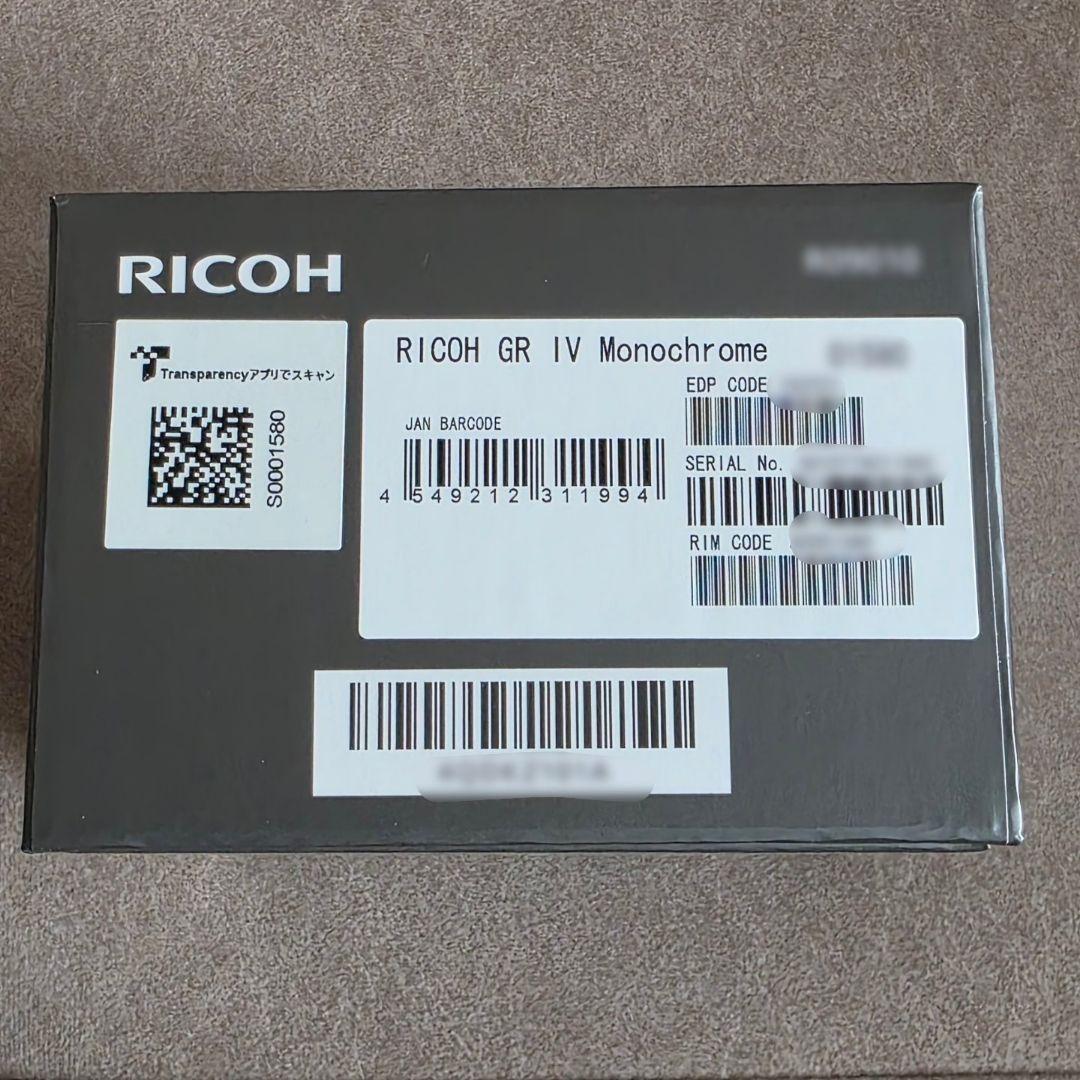 RICOH
Transparencyアプリでスキャン
S0001580
RICOH GR IV Monochrome
JAN BARCODE
4 549212 311994
EDP CODE
SERIAL No.
RIM CODE